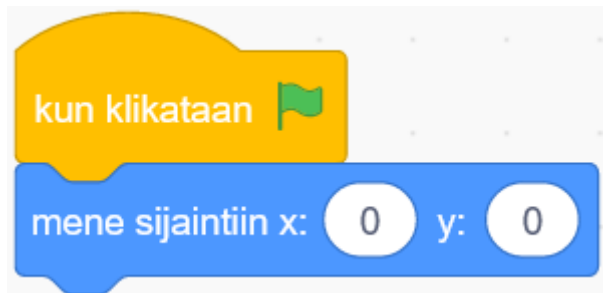 kun klikataan
mene sijaintiin x: 0 y: 0